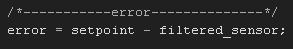 /*-----------error--------------*/
error = setpoint - filtered_sensor;